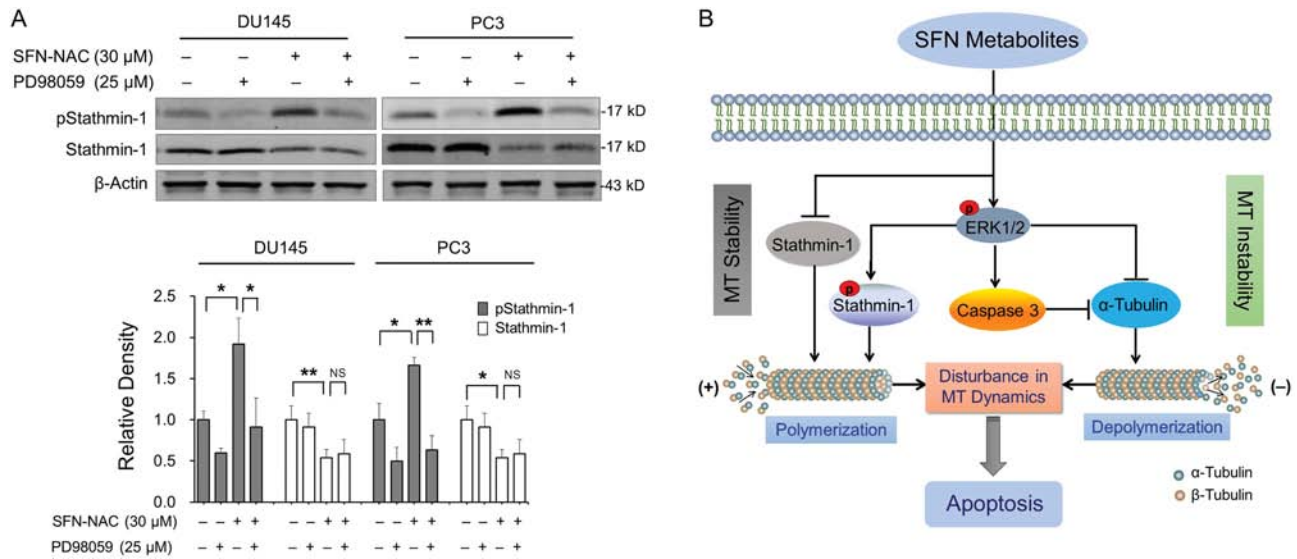 A
DU145
PC3
SFN-NAC (30 µM) – – + + – – + +
PD98059 (25 µM) – + – + – + – +
pStathmin-1 -17 kD
Stathmin-1 -17 kD
β-Actin -43 kD
DU145
PC3
Relative Density
2.5
2.0
1.5
1.0
0.5
0.0
* * ** NS * ** * NS
pStathmin-1
Stathmin-1
SFN-NAC (30 µM) – – + + – – + + – – + + – – + +
PD98059 (25 µM) – + – + – + – + – + – + – + – +
B
SFN Metabolites
MT Stability
MT Instability
p
ERK1/2
Stathmin-1
p
Stathmin-1
Caspase 3
α-Tubulin
(+)
Disturbance in
MT Dynamics
(–)
Polymerization
Depolymerization
Apoptosis
α-Tubulin
β-Tubulin